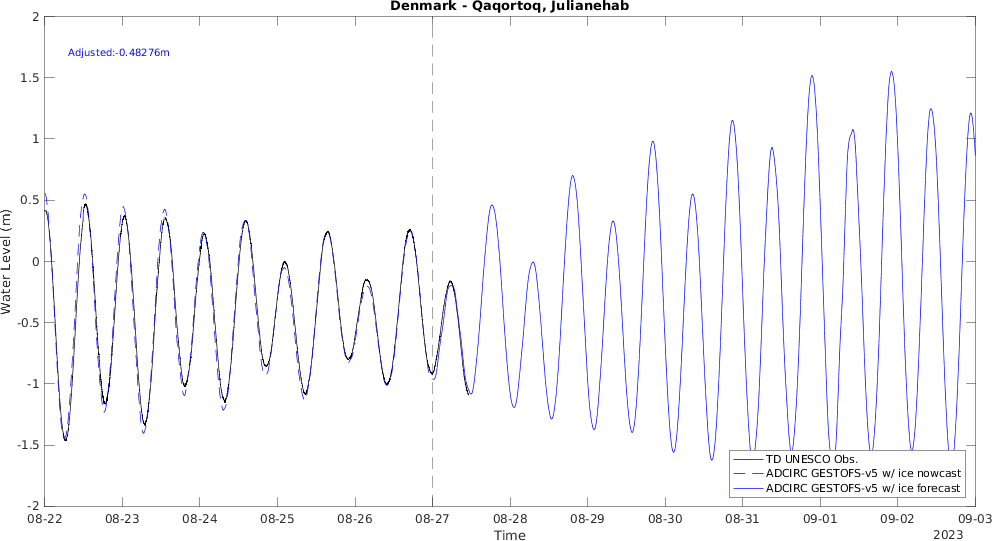 Denmark - Qaqortoq, Julianehab
Adjusted:-0.48276m
2
1.5
1
0.5
0
-0.5
-1
-1.5
-2
Water Level (m)
TD UNESCO Obs.
ADCIRC GESTOFS-v5 w/ ice nowcast
ADCIRC GESTOFS-v5 w/ ice forecast
08-22 08-23 08-24 08-25 08-26 08-27 08-28 08-29 08-30 08-31 09-01 09-02 09-03
Time
2023